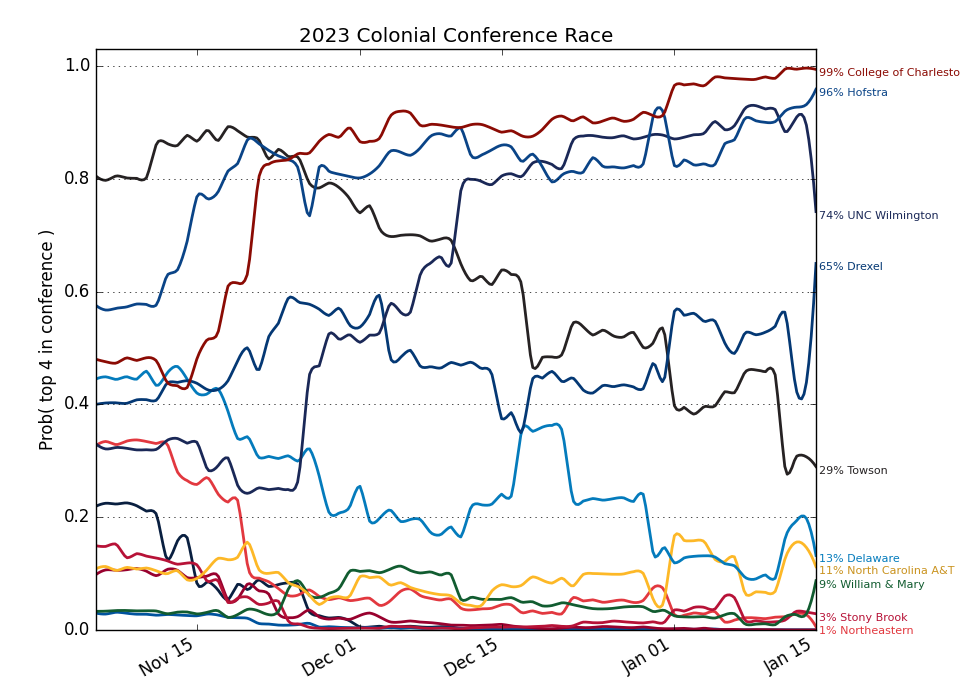 2023 Colonial Conference Race
Prob( top 4 in conference )
1.0
0.8
0.6
0.4
0.2
0.0
Nov 15
Dec 01
Dec 15
Jan 01
Jan 15
99% College of Charlesto
96% Hofstra
74% UNC Wilmington
65% Drexel
29% Towson
13% Delaware
11% North Carolina A&T
9% William & Mary
3% Stony Brook
1% Northeastern